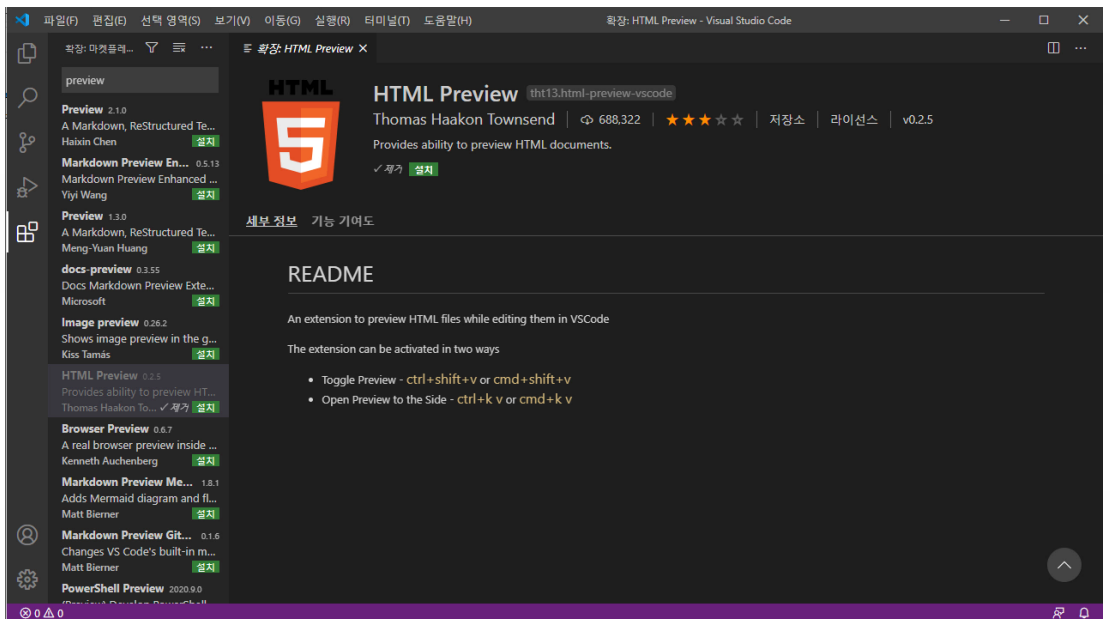 파일(F) 편집(E) 선택 영역(S) 보기(V) 이동(G) 실행(R) 터미널(T) 도움말(H) 확장: HTML Preview - Visual Studio Code
확장: 마켓플레...
확장: HTML Preview
preview
Preview 2.1.0
A Markdown, ReStructured Te...
Haixin Chen 설치
Markdown Preview En... 0.5.13
Markdown Preview Enhanced ...
Yiyi Wang 설치
Preview 1.3.0
A Markdown, ReStructured Te...
Meng-Yuan Huang 설치
docs-preview 0.3.55
Docs Markdown Preview Exte...
Microsoft 설치
Image preview 0.26.2
Shows image preview in the g...
Kiss Tamás 설치
HTML Preview 0.2.5
Provides ability to preview HT...
Thomas Haakon To... ✓ 제거 설치
Browser Preview 0.6.7
A real browser preview inside ...
Kenneth Auchenberg 설치
Markdown Preview Me... 1.8.1
Adds Mermaid diagram and fl...
Matt Bierner 설치
Markdown Preview Git... 0.1.6
Changes VS Code's built-in m...
Matt Bierner 설치
PowerShell Preview 2020.9.0
HTML
5
HTML Preview tht13.html-preview-vscode
Thomas Haakon Townsend 688,322 저장소 라이선스 v0.2.5
Provides ability to preview HTML documents.
✓ 제거 설치
세부 정보 기능 기여도
README
An extension to preview HTML files while editing them in VSCode
The extension can be activated in two ways
• Toggle Preview - ctrl+shift+v or cmd+shift+v
• Open Preview to the Side - ctrl+k v or cmd+k v
0 0